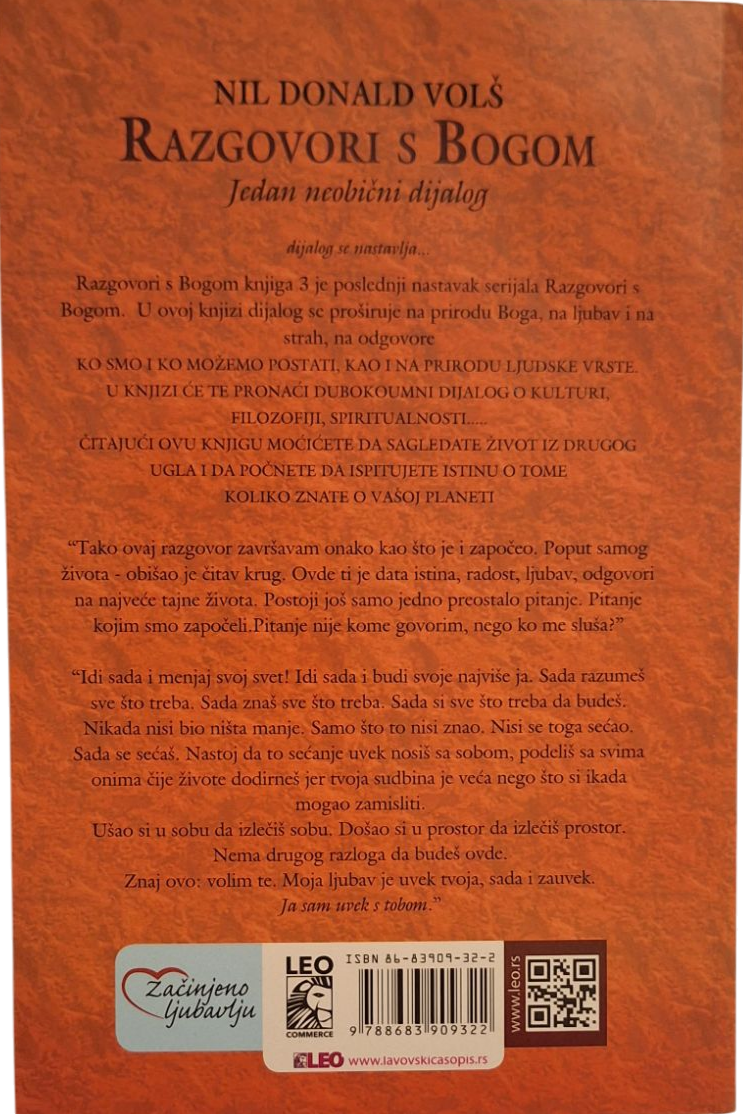 NIL DONALD VOLŠ
RAZGOVORI S BOGOM
Jedan neobični dijalog
dijalog se nastavlja...
Razgovori s Bogom knjiga 3 je poslednji nastavak serijala Razgovori s
Bogom. U ovoj knjizi dijalog se proširuje na prirodu Boga, na ljubav i na
strah, na odgovore
KO SMO I KO MOŽEMO POSTATI, KAO I NA PRIRODU LJUDSKE VRSTE.
U KNJIZI ĆE TE PRONAĆI DUBOKOUMNI DIJALOG O KULTURI,
FILOZOFIJI, SPIRITUALNOSTI.....
ČITAJUĆI OVU KNJIGU MOĆIĆETE DA SAGLEDATE ŽIVOT IZ DRUGOG
UGLA I DA POČNETE DA ISPITUJETE ISTINU O TOME
KOLIKO ZNATE O VAŠOJ PLANETI
“Tako ovaj razgovor završavam onako kao što je i započeo. Poput samog
života - obišao je čitav krug. Ovde ti je data istina, radost, ljubav, odgovori
na najveće tajne života. Postoji još samo jedno preostalo pitanje. Pitanje
kojim smo započeli.Pitanje nije kome govorim, nego ko me sluša?”
“Idi sada i menjaj svoj svet! Idi sada i budi svoje najviše ja. Sada razumeš
sve što treba. Sada znaš sve što treba. Sada si sve što treba da budeš.
Nikada nisi bio ništa manje. Samo što to nisi znao. Nisi se toga sećao.
Sada se sećaš. Nastoj da to sećanje uvek nosiš sa sobom, podeliš sa svima
onima čije živote dodirneš jer tvoja sudbina je veća nego što si ikada
mogao zamisliti.
Ušao si u sobu da izlečiš sobu. Došao si u prostor da izlečiš prostor.
Nema drugog razloga da budeš ovde.
Znaj ovo: volim te. Moja ljubav je uvek tvoja, sada i zauvek.
Ja sam uvek s tobom.”
Začinjeno
ljubavlju
LEO
COMMERCE
ISBN 86-83909-32-2
9 788683 909322
www.leo.rs
LEO www.lavovskicasopis.rs